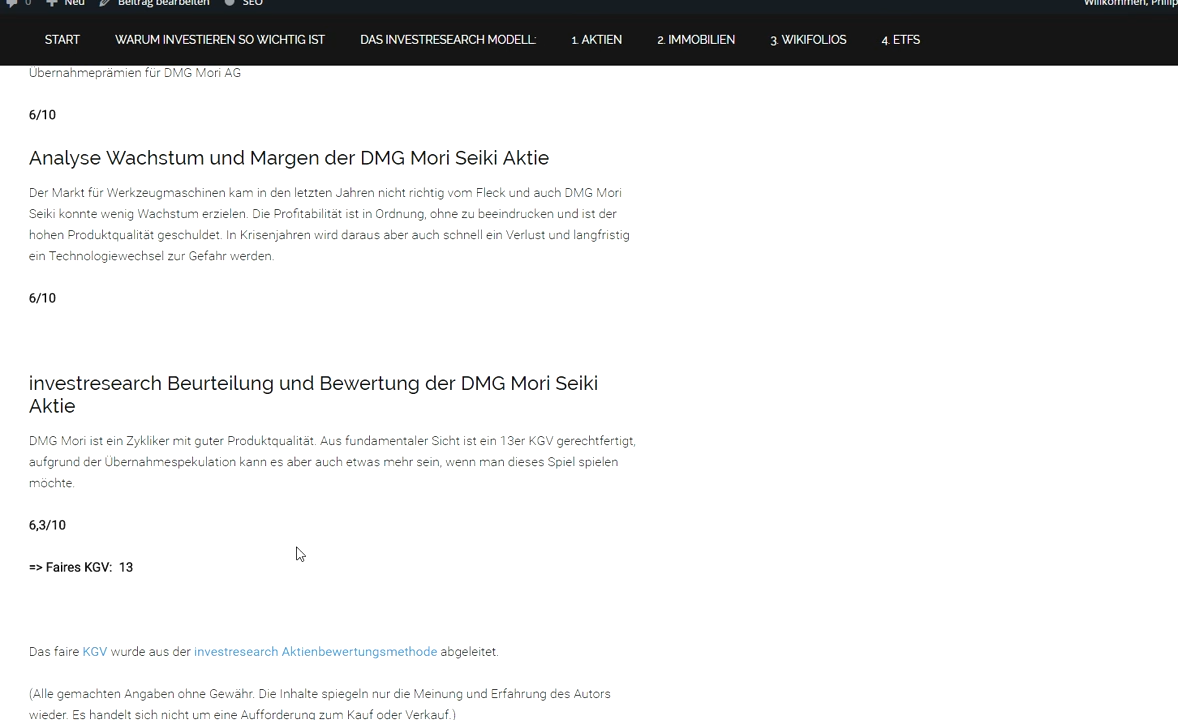 0 Neu Beitrag bearbeiten SEO Willkommen, Philip
START WARUM INVESTIEREN SO WICHTIG IST DAS INVESTRESEARCH MODELL: 1. AKTIEN 2. IMMOBILIEN 3. WIKIFOLIOS 4. ETFS
Übernahmeprämien für DMG Mori AG
6/10
Analyse Wachstum und Margen der DMG Mori Seiki Aktie
Der Markt für Werkzeugmaschinen kam in den letzten Jahren nicht richtig vom Fleck und auch DMG Mori
Seiki konnte wenig Wachstum erzielen. Die Profitabilität ist in Ordnung, ohne zu beeindrucken und ist der
hohen Produktqualität geschuldet. In Krisenjahren wird daraus aber auch schnell ein Verlust und langfristig
ein Technologiewechsel zur Gefahr werden.
6/10
investresearch Beurteilung und Bewertung der DMG Mori Seiki
Aktie
DMG Mori ist ein Zykliker mit guter Produktqualität. Aus fundamentaler Sicht ist ein 13er KGV gerechtfertigt,
aufgrund der Übernahmespekulation kann es aber auch etwas mehr sein, wenn man dieses Spiel spielen
möchte.
6,3/10
=> Faires KGV: 13
Das faire KGV wurde aus der investresearch Aktienbewertungsmethode abgeleitet.
(Alle gemachten Angaben ohne Gewähr. Die Inhalte spiegeln nur die Meinung und Erfahrung des Autors
wieder. Es handelt sich nicht um eine Aufforderung zum Kauf oder Verkauf.)